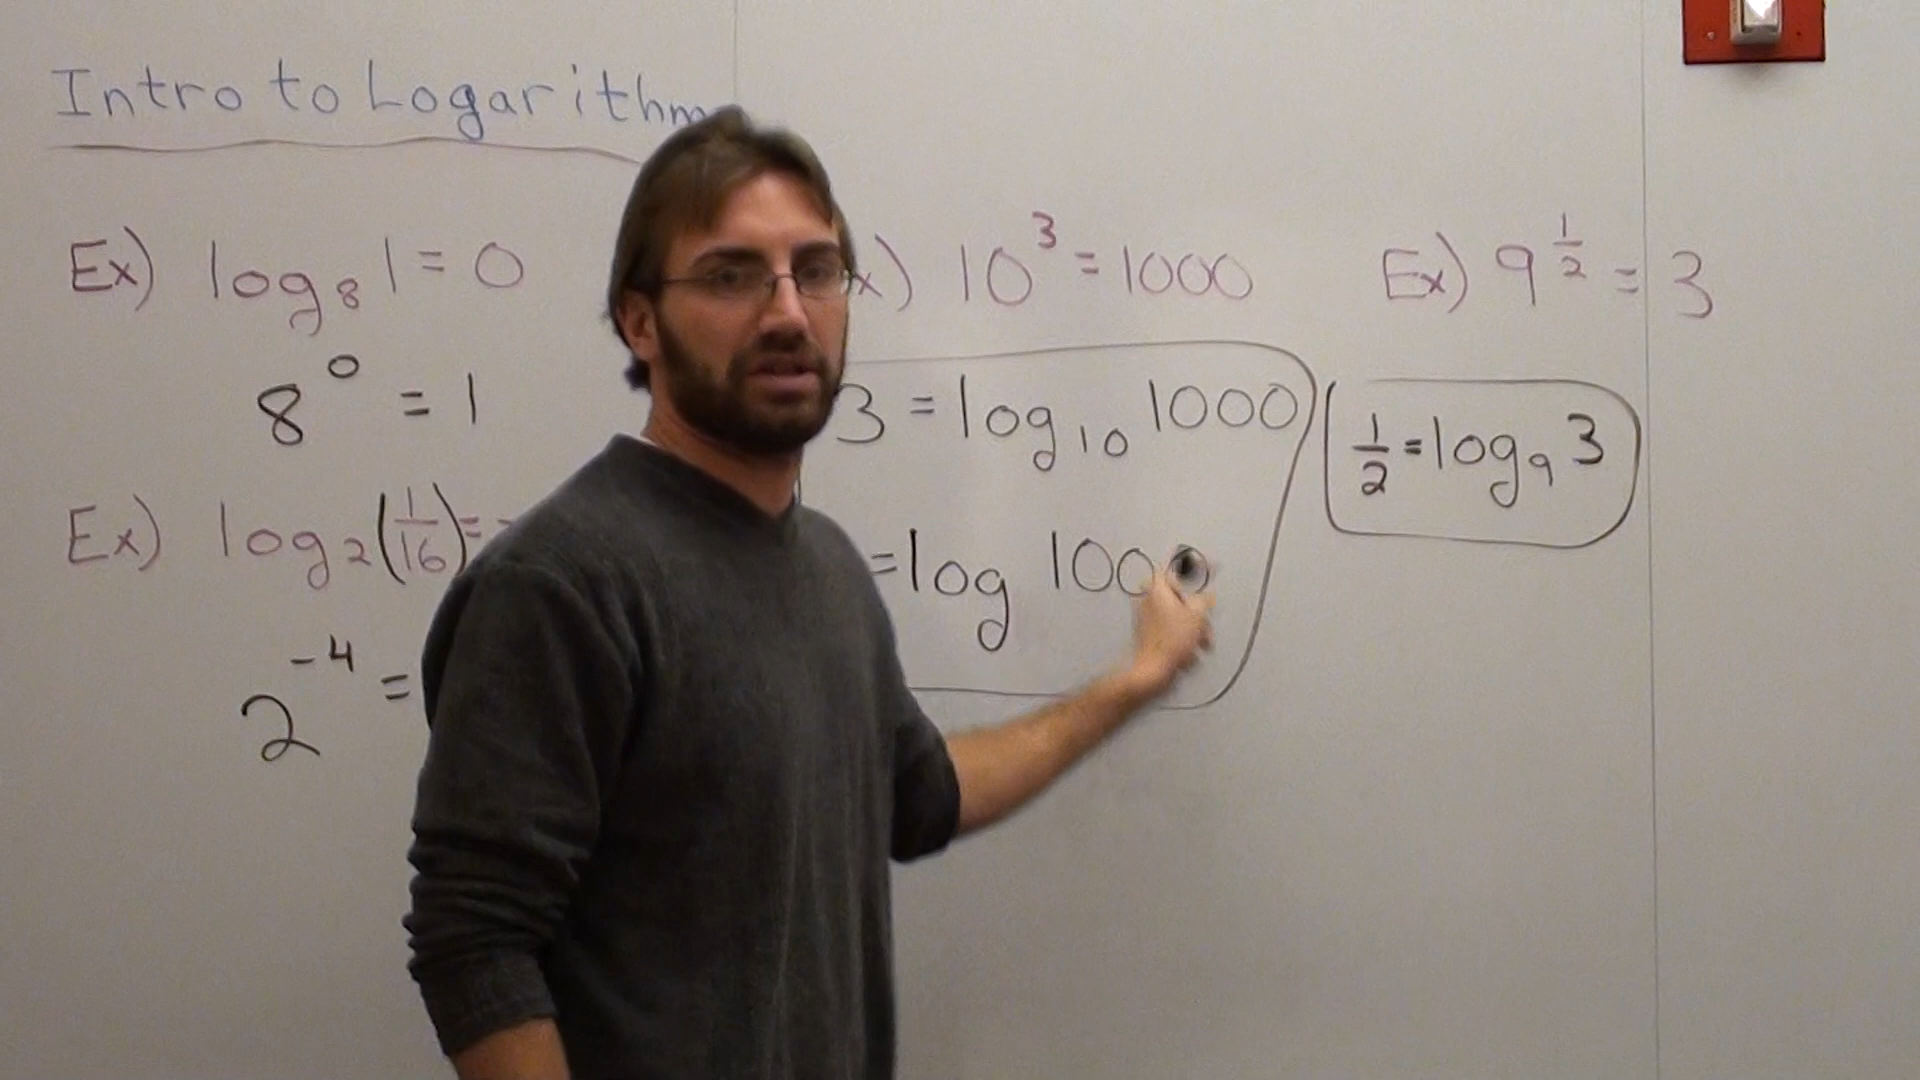 Intro to Logarithm
Ex) log₈ 1 = 0
8⁰ = 1
Ex) log₂(1/16) =
2⁻⁴ =
x) 10³ = 1000
3 = log₁₀ 1000
= log 1000
Ex) 9^½ = 3
½ = log₉ 3